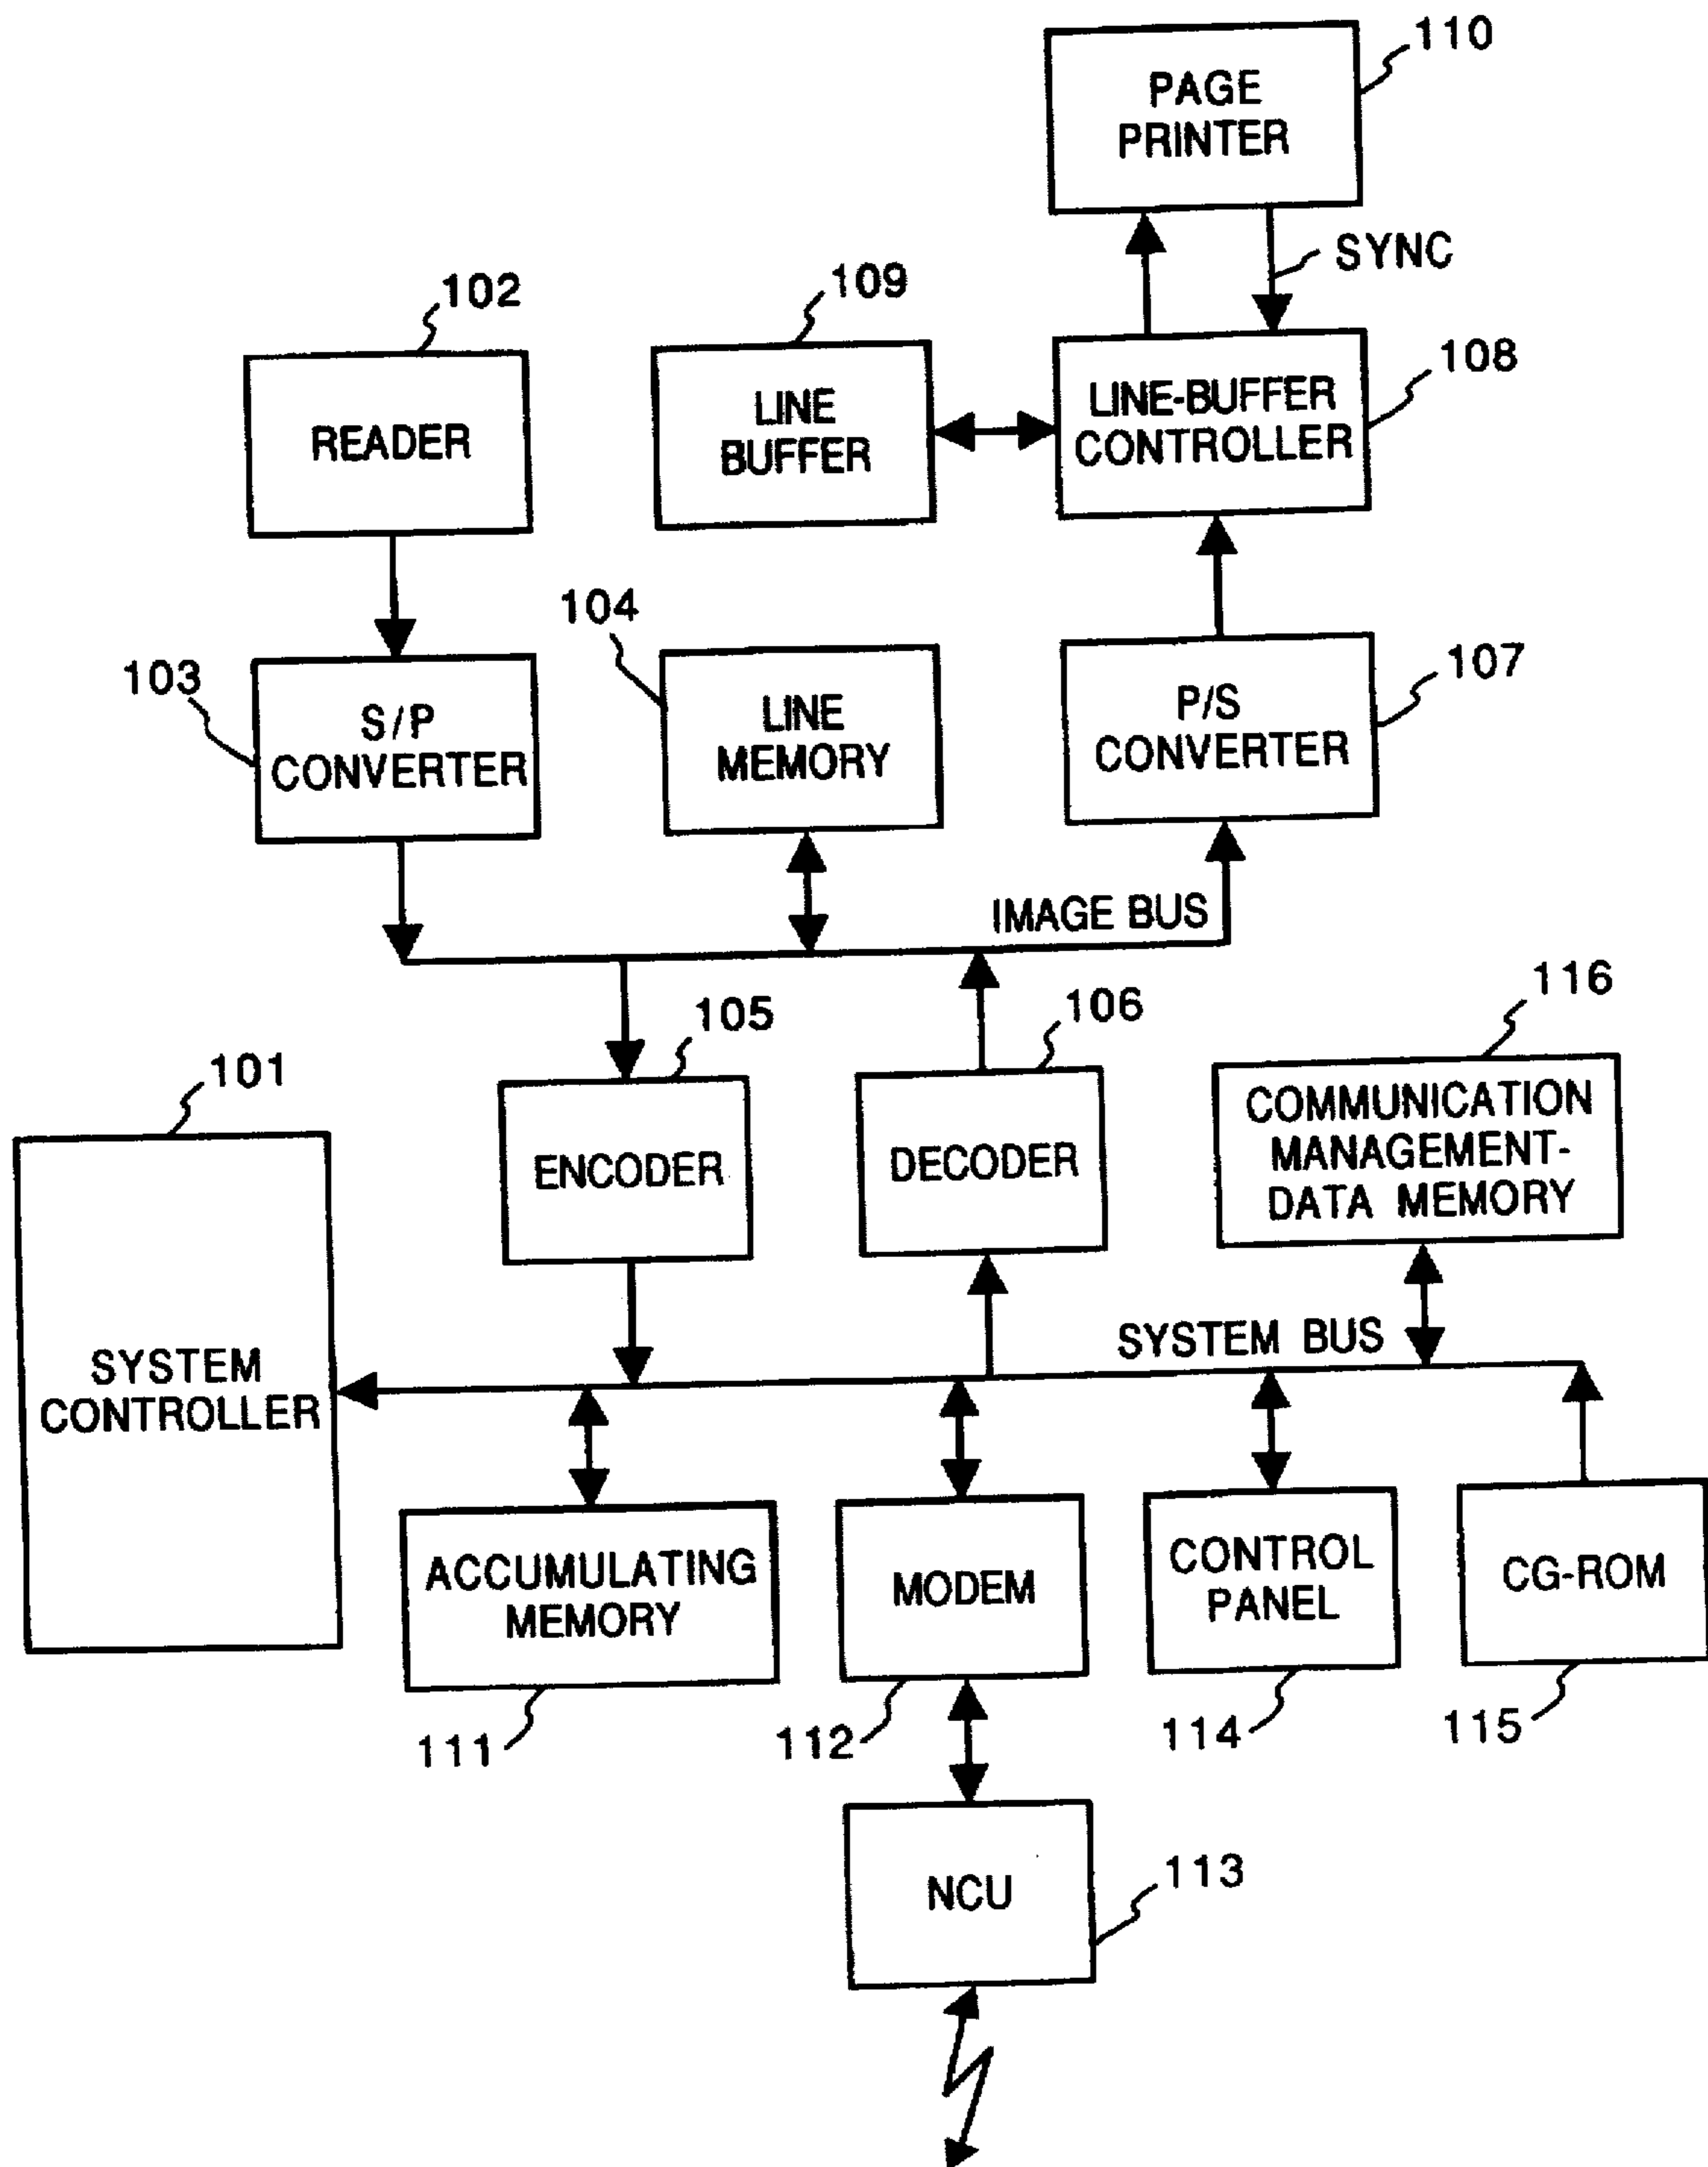 110
PAGE
PRINTER
SYNC
102
109
108
READER
LINE
BUFFER
LINE-BUFFER
CONTROLLER
104
103
107
S/P
CONVERTER
LINE
MEMORY
P/S
CONVERTER
IMAGE BUS
105
106
116
101
ENCODER
DECODER
COMMUNICATION
MANAGEMENT-
DATA MEMORY
SYSTEM
CONTROLLER
SYSTEM BUS
ACCUMULATING
MEMORY
MODEM
CONTROL
PANEL
CG-ROM
111
112
114
115
NCU
113